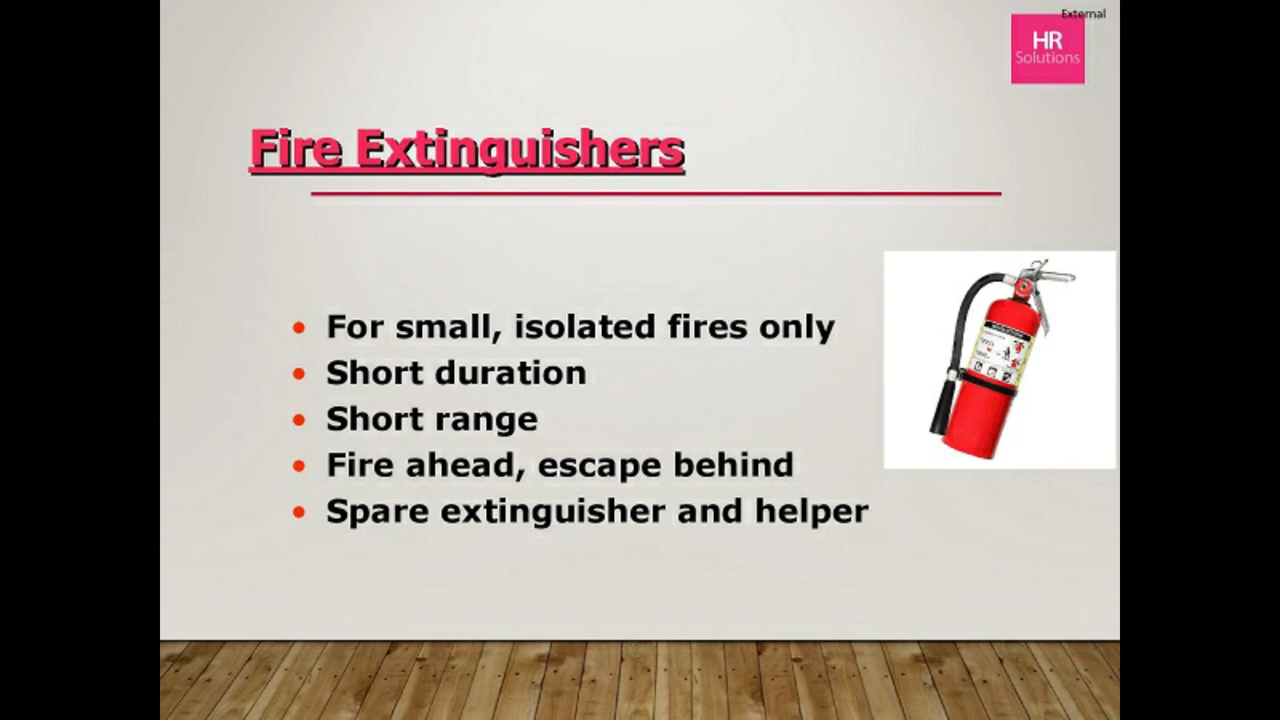 External
HR
Solutions
Fire Extinguishers
For small, isolated fires only
Short duration
Short range
Fire ahead, escape behind
Spare extinguisher and helper